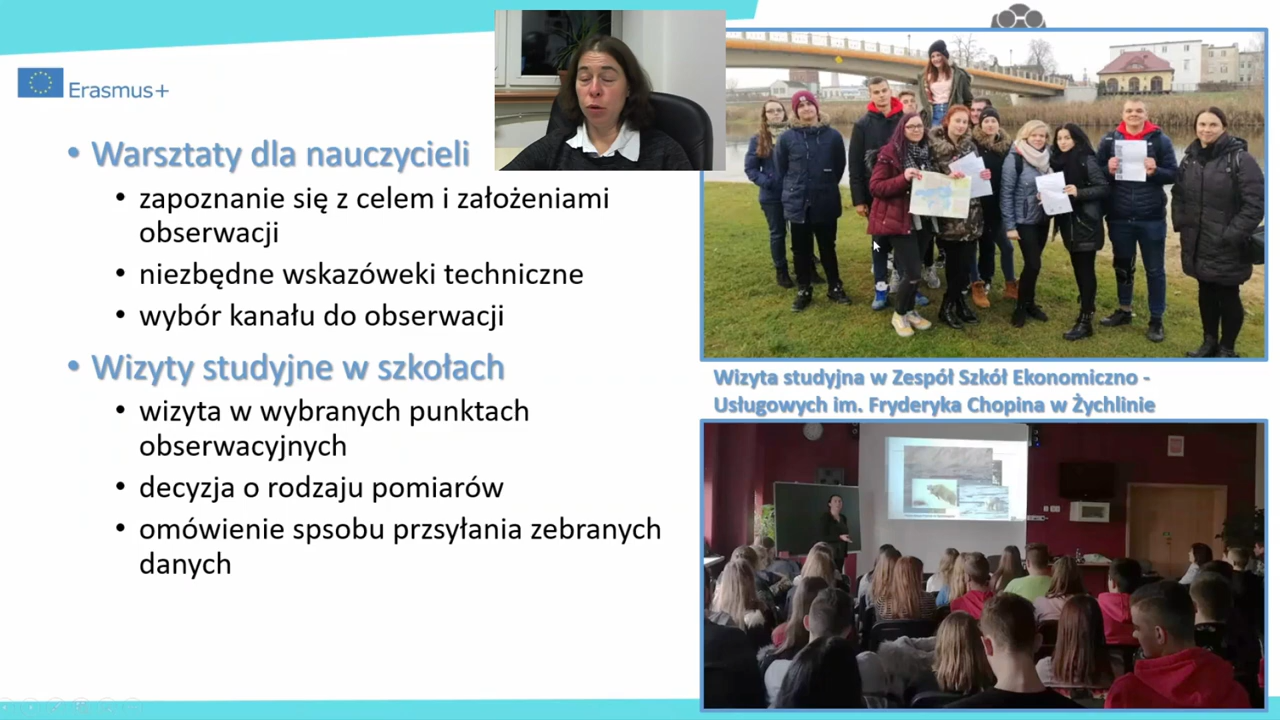 Erasmus+
• Warsztaty dla nauczycieli
• zapoznanie się z celem i założeniami
obserwacji
• niezbędne wskazóweki techniczne
• wybór kanału do obserwacji
• Wizyty studyjne w szkołach
• wizyta w wybranych punktach
obserwacyjnych
• decyzja o rodzaju pomiarów
• omówienie spsobu przsyłania zebranych
danych
Wizyta studyjna w Zespół Szkół Ekonomiczno -
Usługowych im. Fryderyka Chopina w Żychlinie